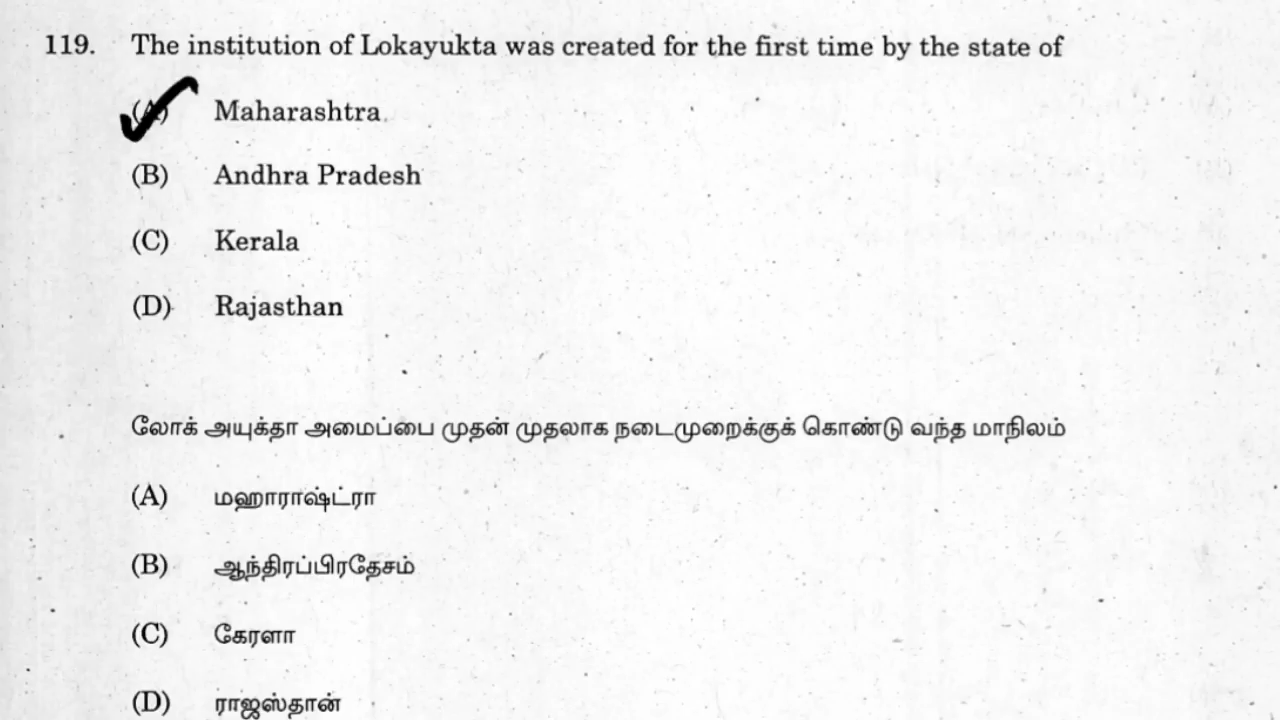 119. The institution of Lokayukta was created for the first time by the state of
(A) Maharashtra
(B) Andhra Pradesh
(C) Kerala
(D) Rajasthan
லோக் அயுக்தா அமைப்பை முதன் முதலாக நடைமுறைக்குக் கொண்டு வந்த மாநிலம்
(A) மஹாராஷ்ட்ரா
(B) ஆந்திரப்பிரதேசம்
(C) கேரளா
(D) ராஜஸ்தான்